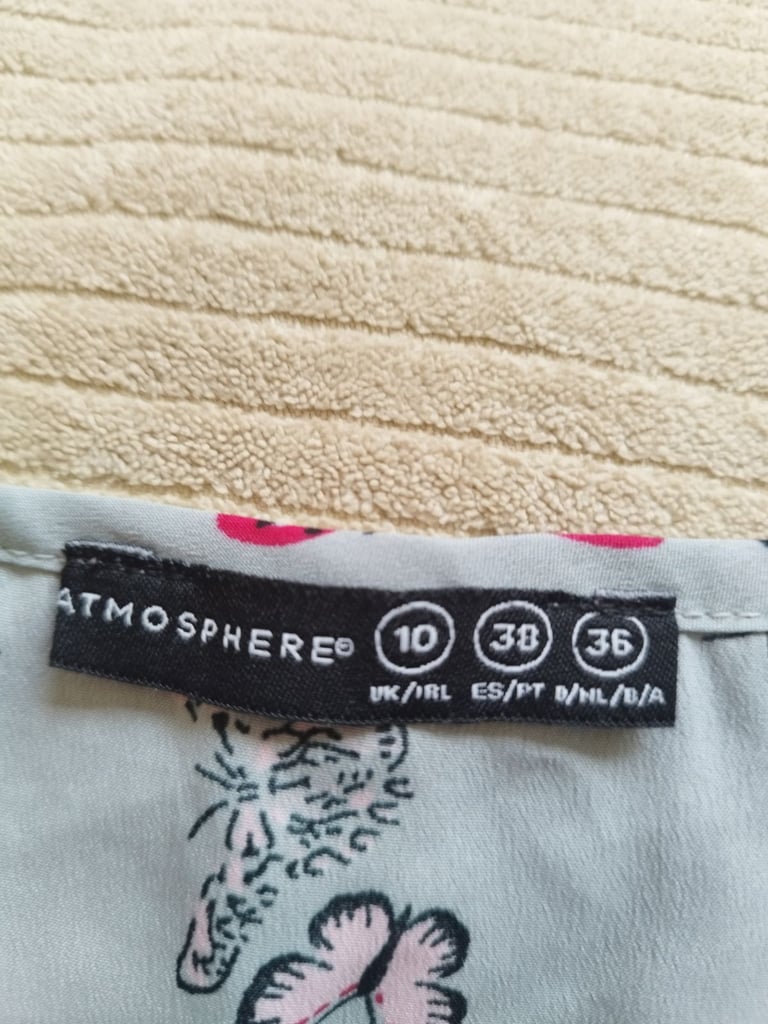 ATMOSPHERE® 10 38 36
UK/IRL ES/PT D/NL/B/A